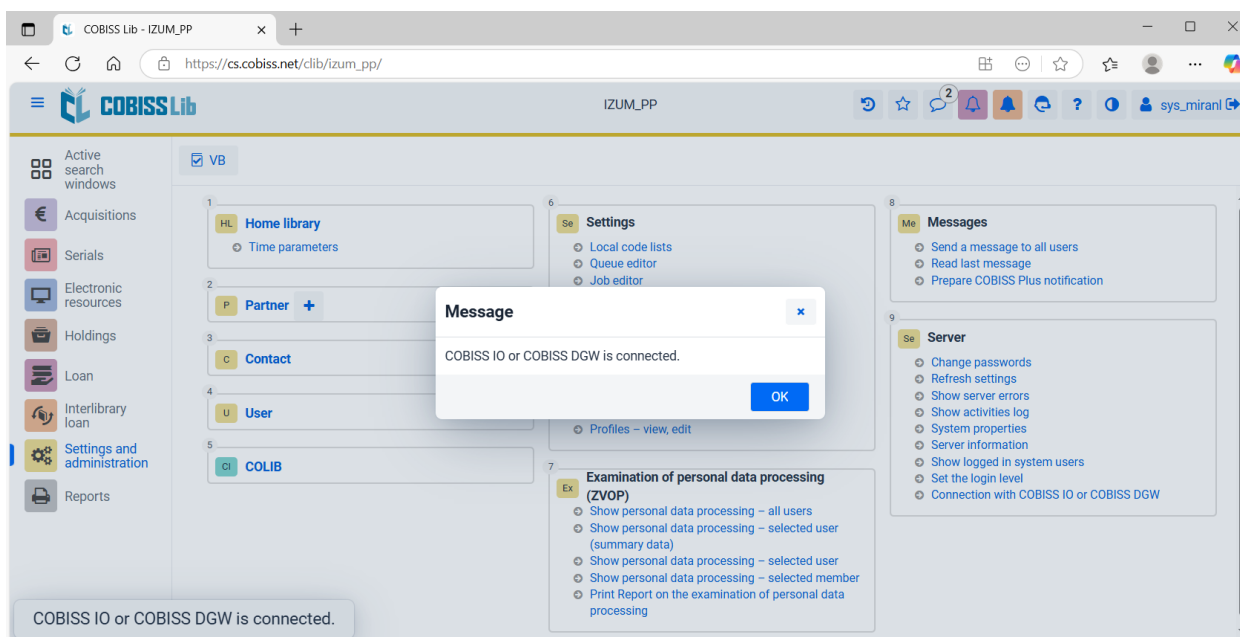 COBISS Lib - IZUM_PP
https://cs.cobiss.net/clib/izum_pp/
COBISS Lib
IZUM_PP
2
?
sys_miranl
Active
search
windows
Acquisitions
Serials
Electronic
resources
Holdings
Loan
Interlibrary
loan
Settings and
administration
Reports
VB
1
HL Home library
Time parameters
2
P Partner
3
C Contact
4
U User
5
CI COLIB
6
Se Settings
Local code lists
Queue editor
Job editor
Profiles – view, edit
7
Ex Examination of personal data processing
(ZVOP)
Show personal data processing – all users
Show personal data processing – selected user
(summary data)
Show personal data processing – selected user
Show personal data processing – selected member
Print Report on the examination of personal data
processing
8
Me Messages
Send a message to all users
Read last message
Prepare COBISS Plus notification
9
Se Server
Change passwords
Refresh settings
Show server errors
Show activities log
System properties
Server information
Show logged in system users
Set the login level
Connection with COBISS IO or COBISS DGW
Message
COBISS IO or COBISS DGW is connected.
OK
COBISS IO or COBISS DGW is connected.